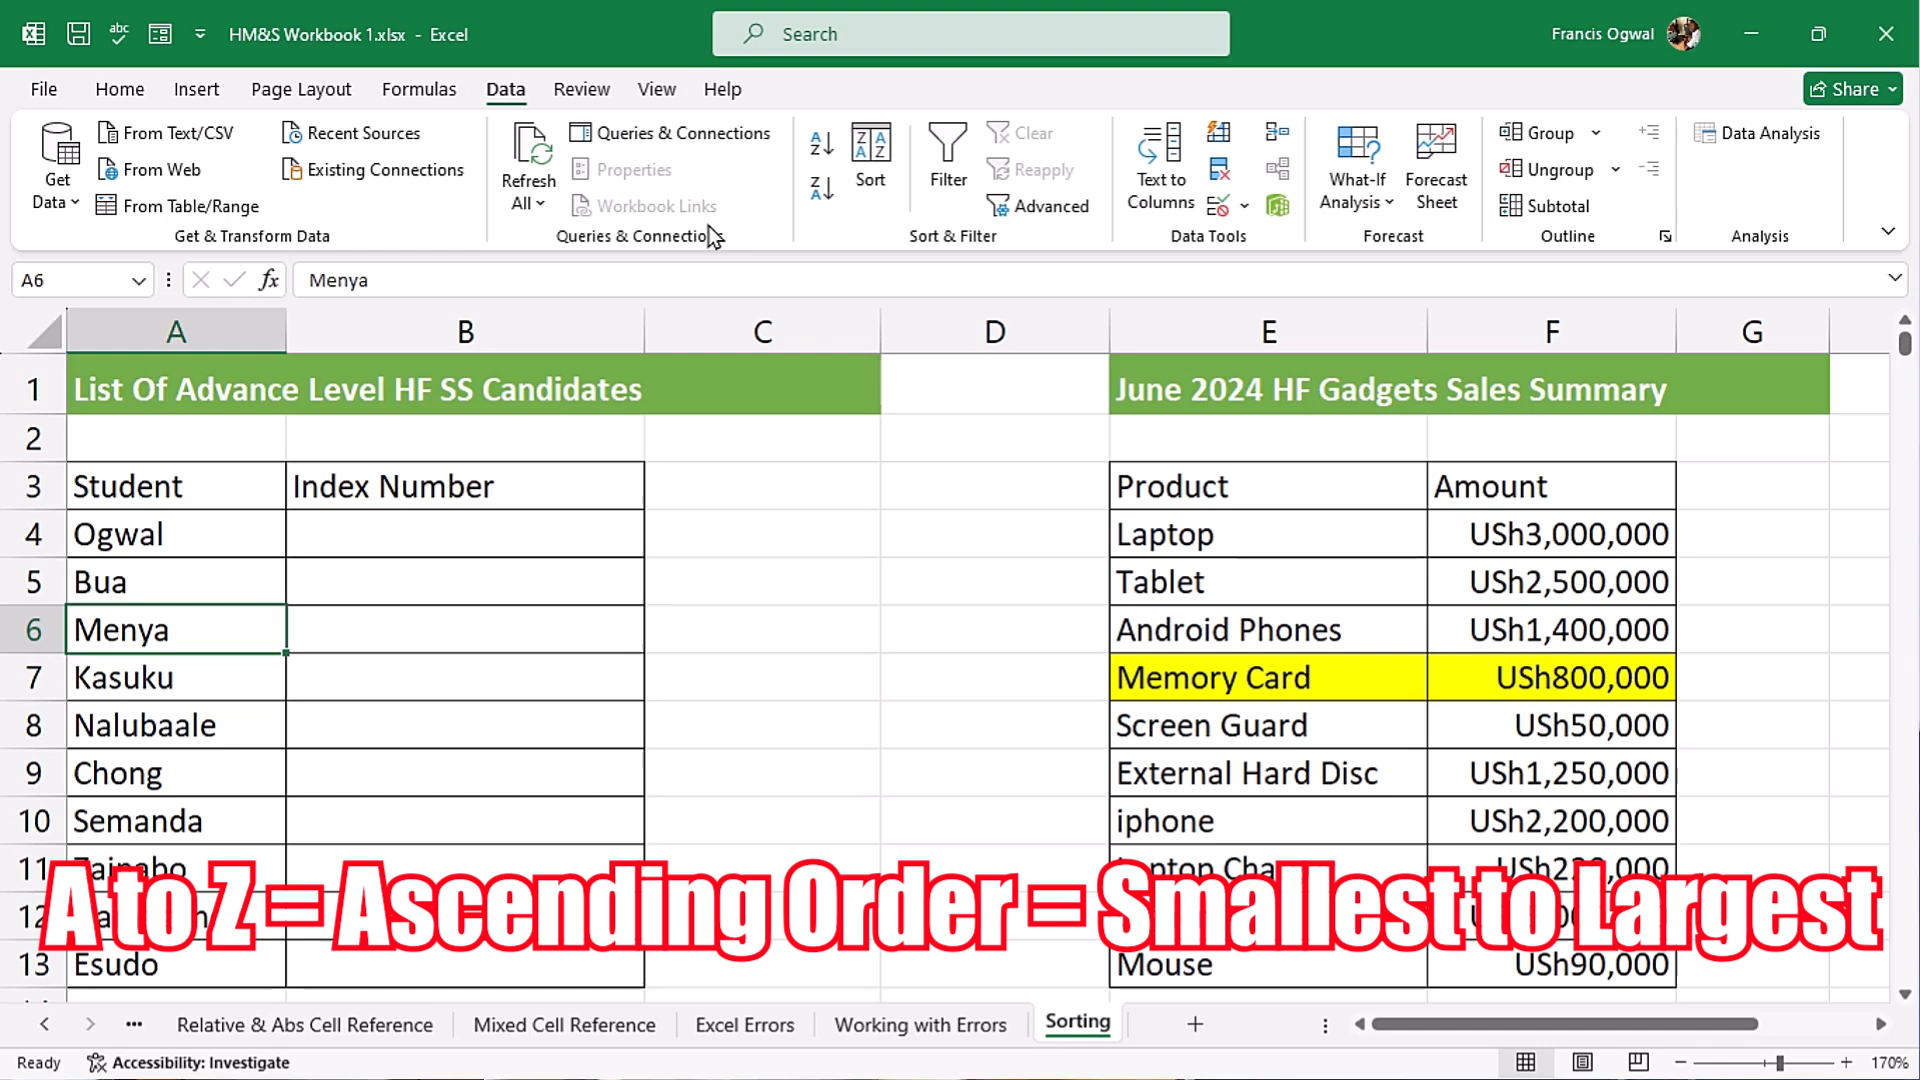 abc
HM&S Workbook 1.xlsx - Excel
Search
Francis Ogwal
File Home Insert Page Layout Formulas Data Review View Help
Share
Get Data
From Text/CSV
From Web
From Table/Range
Recent Sources
Existing Connections
Get & Transform Data
Refresh All
Queries & Connections
Properties
Workbook Links
Queries & Connections
Sort
Filter
Clear
Reapply
Advanced
Sort & Filter
Text to Columns
Data Tools
What-If Analysis
Forecast Sheet
Forecast
Group
Ungroup
Subtotal
Outline
Data Analysis
Analysis
A6 fx Menya
A B C D E F G
1 List Of Advance Level HF SS Candidates June 2024 HF Gadgets Sales Summary
2
3 Student Index Number Product Amount
4 Ogwal Laptop USh3,000,000
5 Bua Tablet USh2,500,000
6 Menya Android Phones USh1,400,000
7 Kasuku Memory Card USh800,000
8 Nalubaale Screen Guard USh50,000
9 Chong External Hard Disc USh1,250,000
10 Semanda iphone USh2,200,000
11 Zainabo
A to Z = Ascending Order = Smallest to Largest
12
13 Esudo Mouse USh90,000
Relative & Abs Cell Reference Mixed Cell Reference Excel Errors Working with Errors Sorting
Ready Accessibility: Investigate 170%